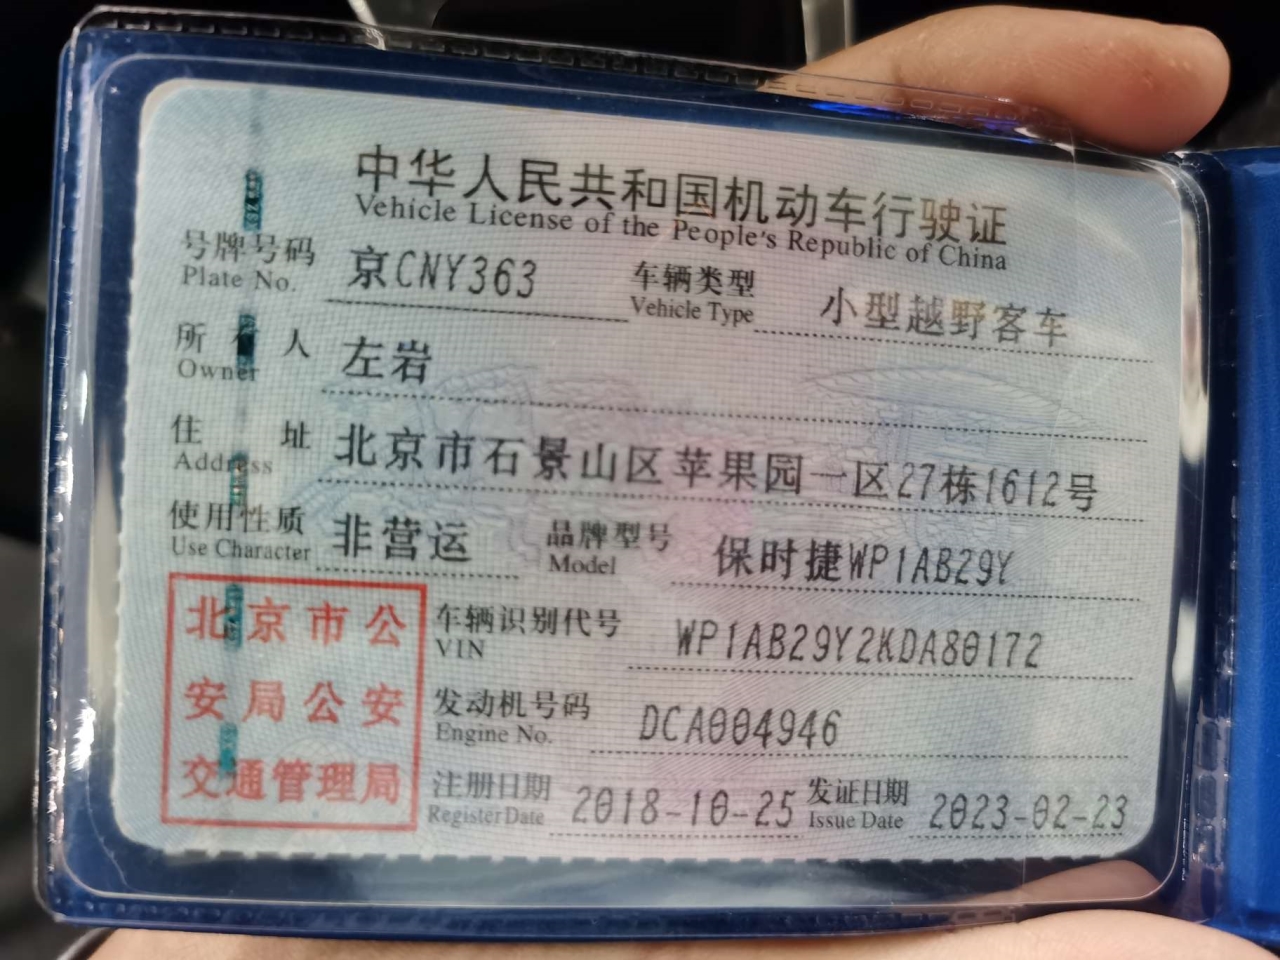 中华人民共和国机动车行驶证
Vehicle License of the People's Republic of China
号牌号码 京CNY363 车辆类型 小型越野客车
Plate No. Vehicle Type
所有人 左岩
Owner
住址 北京市石景山区苹果园一区27栋1612号
Address
使用性质 非营运 品牌型号 保时捷WP1AB29Y
Use Character Model
北京市公
安局公安
交通管理局
车辆识别代号 WP1AB29Y2KDA80172
VIN
发动机号码 DCA004946
Engine No.
注册日期 2018-10-25 发证日期 2023-02-23
Register Date Issue Date